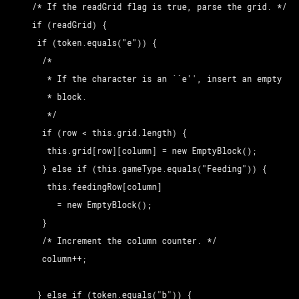 /* If the readGrid flag is true, parse the grid. */
if (readGrid) {
if (token.equals("e")) {
/*
* If the character is an ``e'', insert an empty
* block.
*/
if (row < this.grid.length) {
this.grid[row][column] = new EmptyBlock();
} else if (this.gameType.equals("Feeding")) {
this.feedingRow[column]
= new EmptyBlock();
}
/* Increment the column counter. */
column++;
} else if (token.equals("b")) {